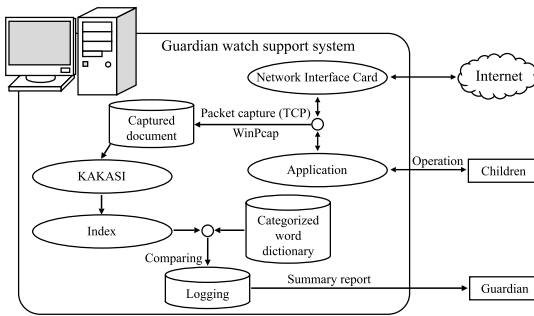 Guardian watch support system
Network Interface Card
Internet
Packet capture (TCP)
WinPcap
Captured
document
Application
Operation
Children
KAKASI
Index
Categorized
word
dictionary
Comparing
Logging
Summary report
Guardian